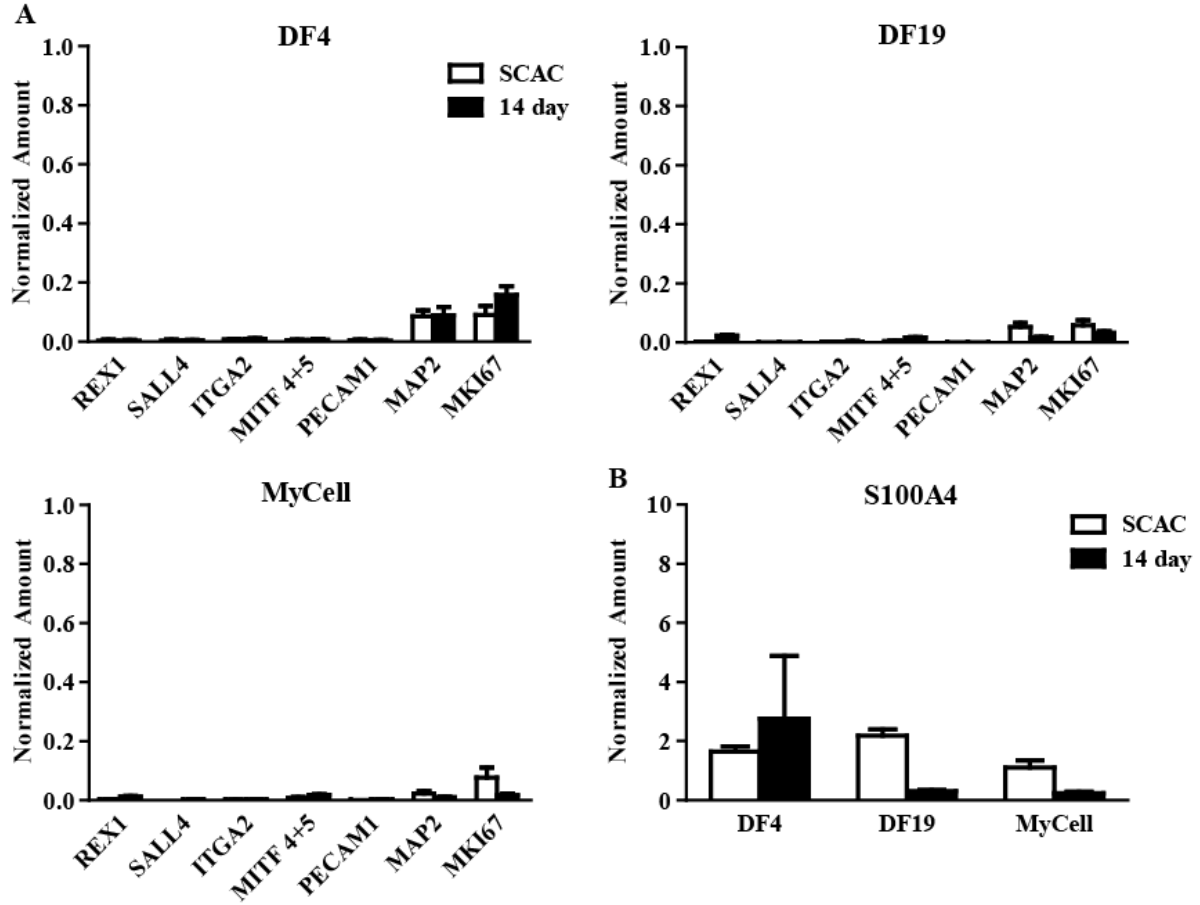 A
DF4
1.0
0.8
0.6
0.4
0.2
0.0
Normalized Amount
SCAC
14 day
REX1
SALL4
ITGA2
MITF 4+5
PECAM1
MAP2
MKI67
DF19
1.0
0.8
0.6
0.4
0.2
0.0
Normalized Amount
REX1
SALL4
ITGA2
MITF 4+5
PECAM1
MAP2
MKI67
MyCell
1.0
0.8
0.6
0.4
0.2
0.0
Normalized Amount
REX1
SALL4
ITGA2
MITF 4+5
PECAM1
MAP2
MKI67
B
S100A4
10
8
6
4
2
0
Normalized Amount
SCAC
14 day
DF4
DF19
MyCell